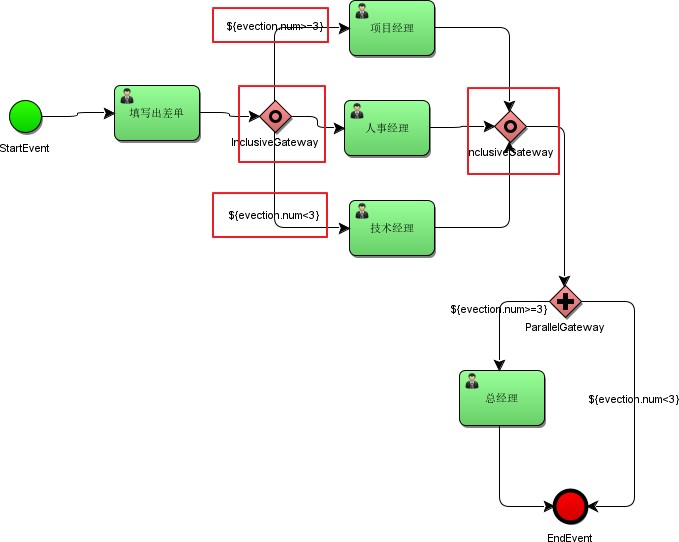 ${evection.num>=3}
项目经理
StartEvent
填写出差单
InclusiveGateway
人事经理
nclusiveGateway
${evection.num<3}
技术经理
${evection.num>=3}
ParallelGateway
总经理
${evection.num<3}
EndEvent